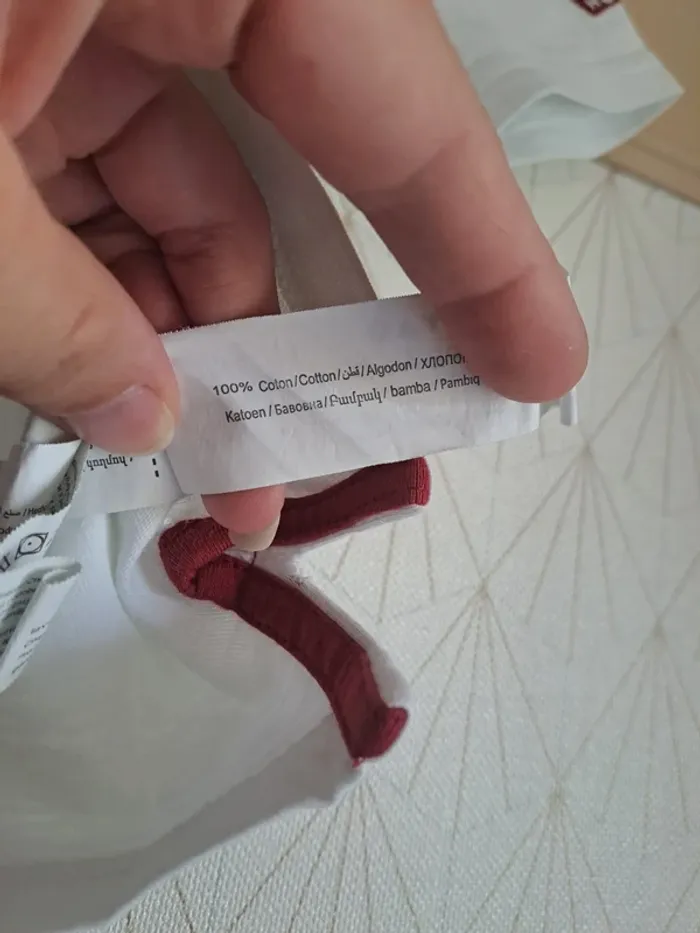 100% Coton / Cotton / قطن / Algodon / ХЛОПО
Katoen / Бавовна / Բամբակ / bamba / Pambıq